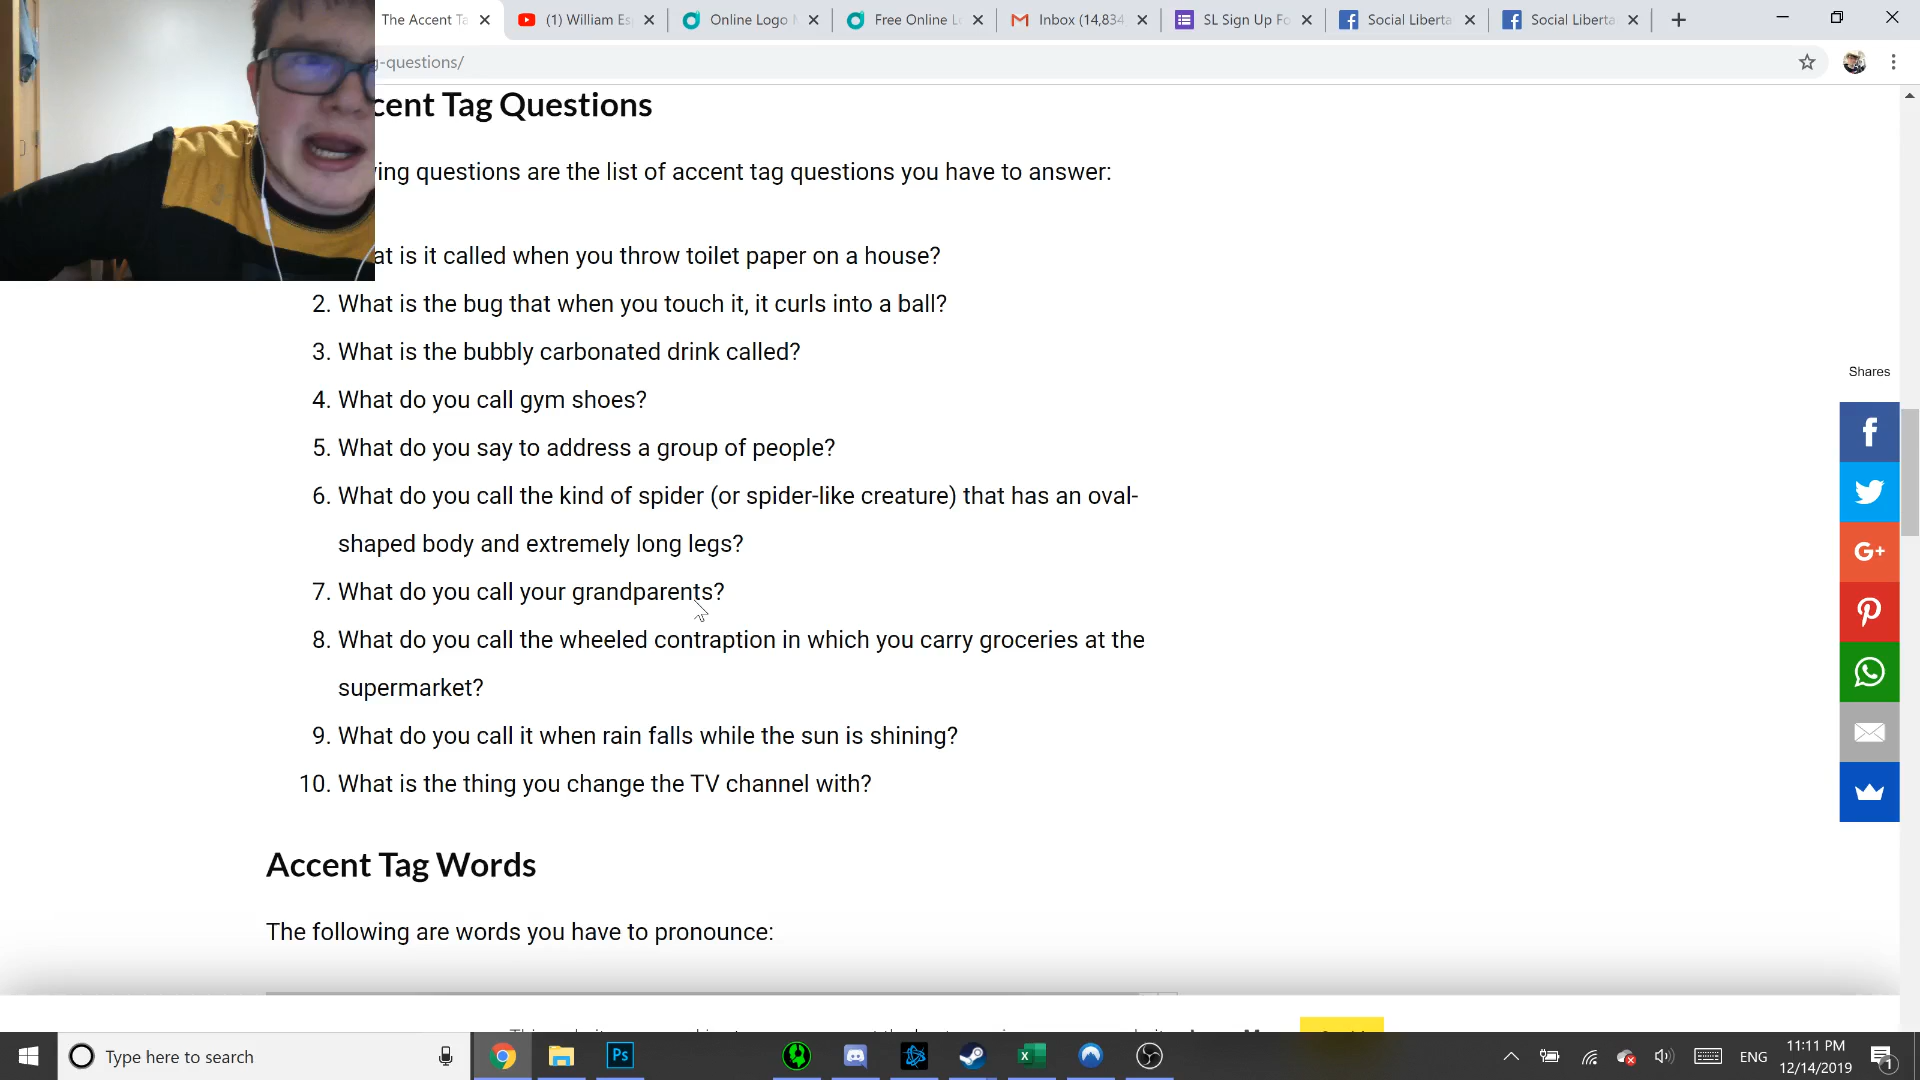 The Accent Ta
(1) William Es
Online Logo
Free Online L
Inbox (14,834
SL Sign Up Fo
Social Liberta
Social Liberta
g-questions/
cent Tag Questions
ing questions are the list of accent tag questions you have to answer:
at is it called when you throw toilet paper on a house?
2. What is the bug that when you touch it, it curls into a ball?
3. What is the bubbly carbonated drink called?
4. What do you call gym shoes?
5. What do you say to address a group of people?
6. What do you call the kind of spider (or spider-like creature) that has an oval-
shaped body and extremely long legs?
7. What do you call your grandparents?
8. What do you call the wheeled contraption in which you carry groceries at the
supermarket?
9. What do you call it when rain falls while the sun is shining?
10. What is the thing you change the TV channel with?
Shares
Accent Tag Words
The following are words you have to pronounce:
Type here to search
Ps
ENG
11:11 PM
12/14/2019
1